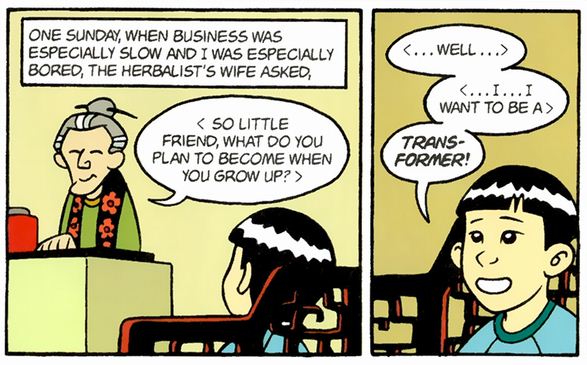 ONE SUNDAY, WHEN BUSINESS WAS
ESPECIALLY SLOW AND I WAS ESPECIALLY
BORED, THE HERBALIST'S WIFE ASKED,
< SO LITTLE
FRIEND, WHAT DO YOU
PLAN TO BECOME WHEN
YOU GROW UP? >
<...WELL...>
<...I...I
WANT TO BE A>
TRANS-
FORMER!